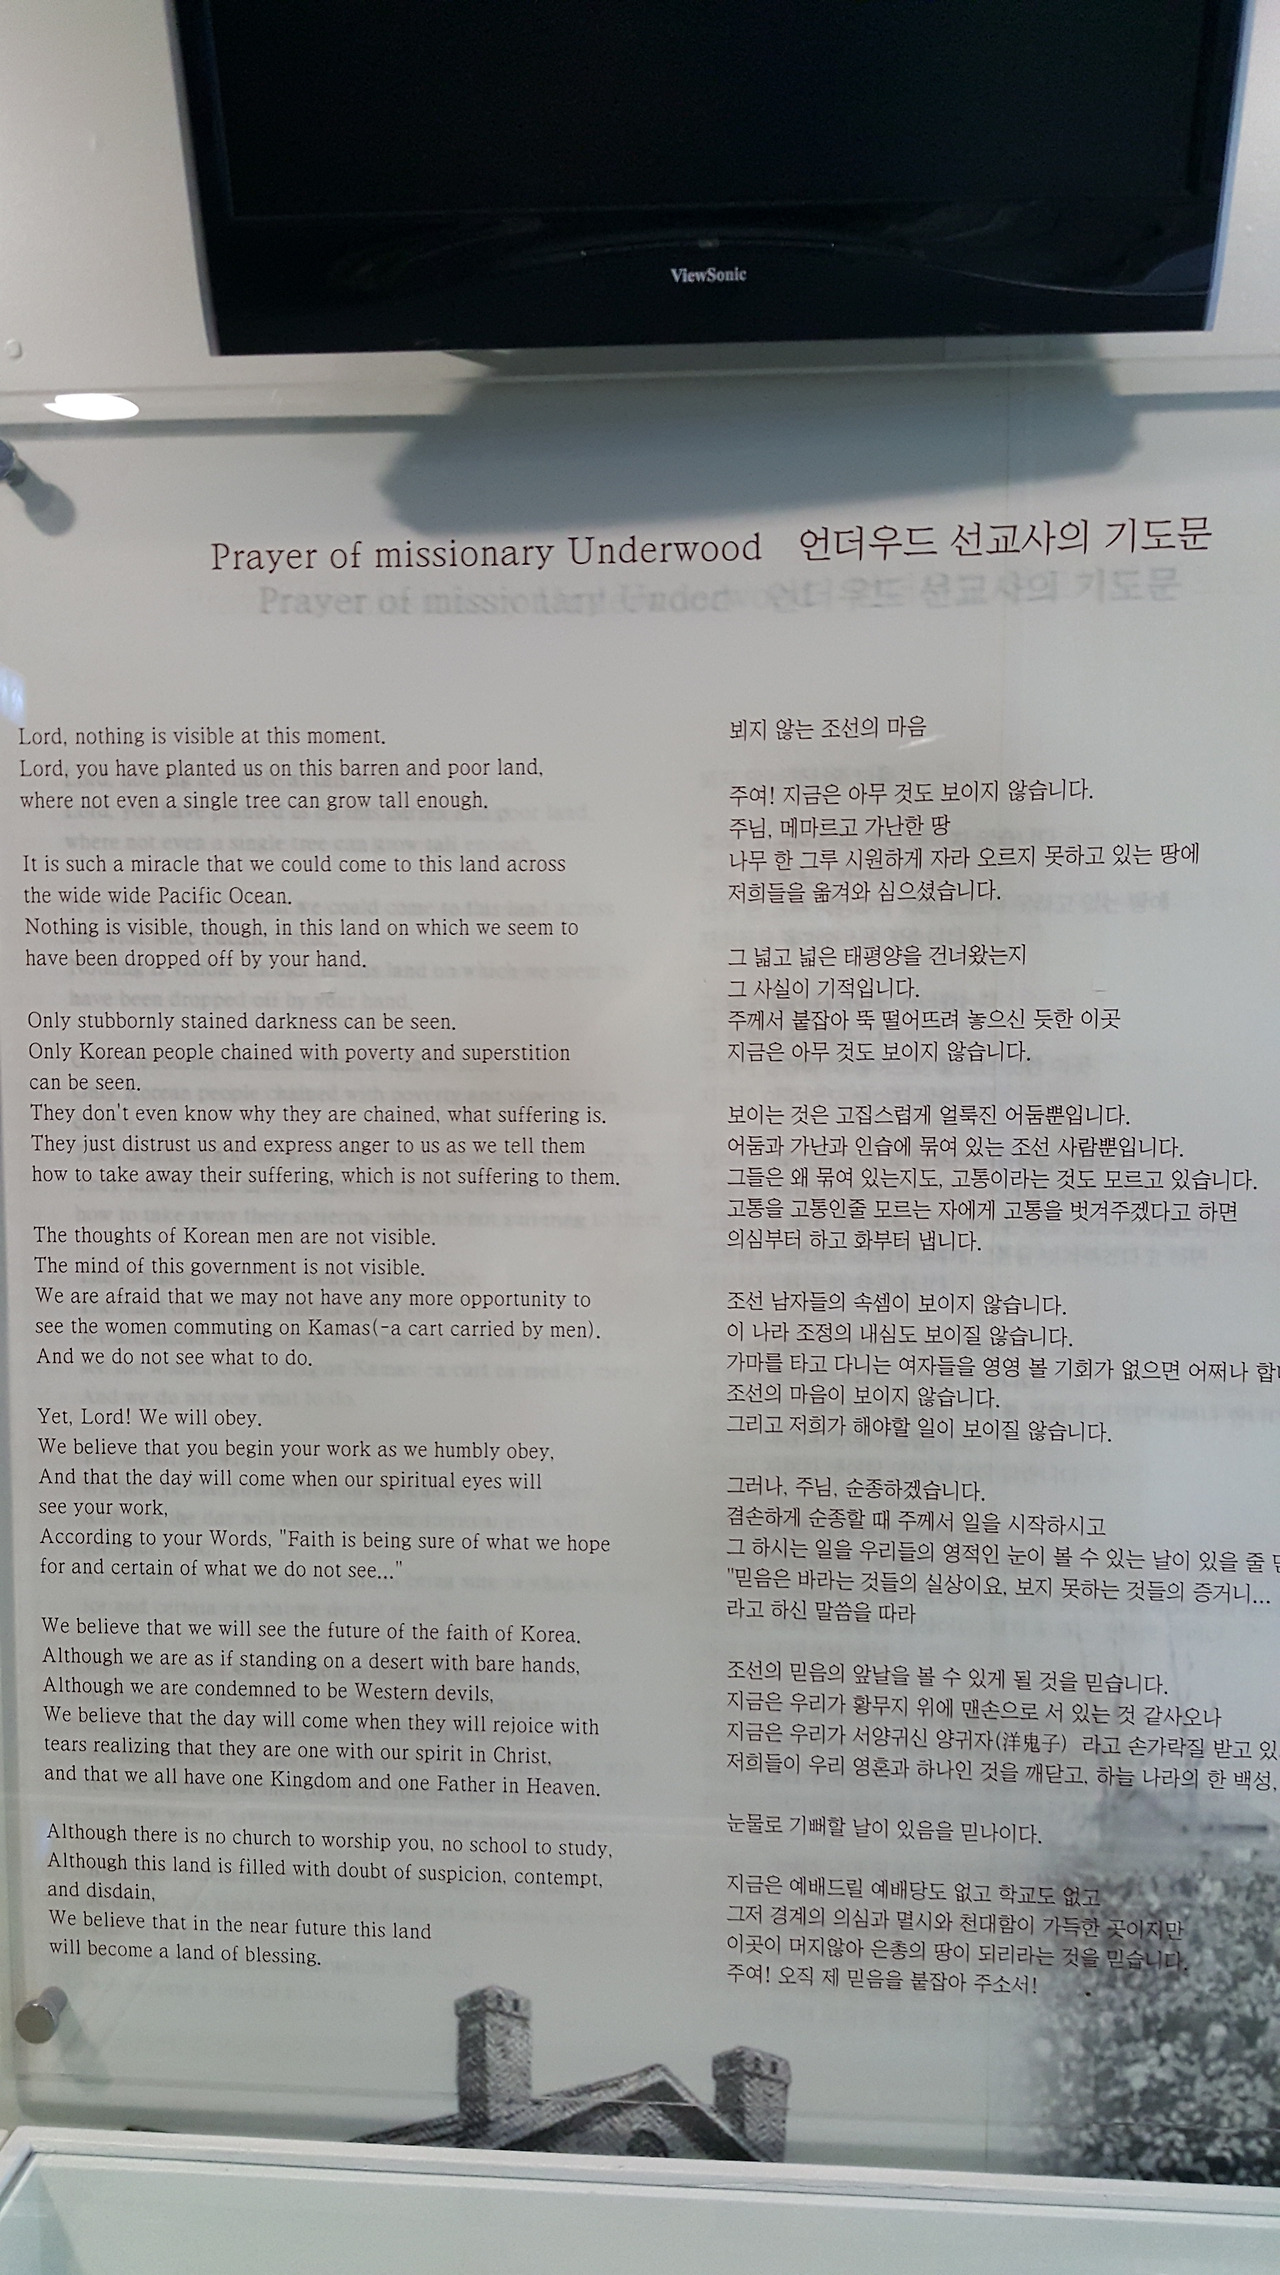 ViewSonic
Prayer of missionary Underwood 언더우드 선교사의 기도문
Lord, nothing is visible at this moment.
Lord, you have planted us on this barren and poor land,
where not even a single tree can grow tall enough.
It is such a miracle that we could come to this land across
the wide wide Pacific Ocean.
Nothing is visible, though, in this land on which we seem to
have been dropped off by your hand.
Only stubbornly stained darkness can be seen.
Only Korean people chained with poverty and superstition
can be seen.
They don't even know why they are chained, what suffering is.
They just distrust us and express anger to us as we tell them
how to take away their suffering, which is not suffering to them.
The thoughts of Korean men are not visible.
The mind of this government is not visible.
We are afraid that we may not have any more opportunity to
see the women commuting on Kamas(-a cart carried by men).
And we do not see what to do.
Yet, Lord! We will obey.
We believe that you begin your work as we humbly obey,
And that the day will come when our spiritual eyes will
see your work,
According to your Words, "Faith is being sure of what we hope
for and certain of what we do not see..."
We believe that we will see the future of the faith of Korea.
Although we are as if standing on a desert with bare hands,
Although we are condemned to be Western devils,
We believe that the day will come when they will rejoice with
tears realizing that they are one with our spirit in Christ,
and that we all have one Kingdom and one Father in Heaven.
Although there is no church to worship you, no school to study,
Although this land is filled with doubt of suspicion, contempt,
and disdain,
We believe that in the near future this land
will become a land of blessing.
뵈지 않는 조선의 마음
주여! 지금은 아무 것도 보이지 않습니다.
주님, 메마르고 가난한 땅
나무 한 그루 시원하게 자라 오르지 못하고 있는 땅에
저희들을 옮겨와 심으셨습니다.
그 넓고 넓은 태평양을 건너왔는지
그 사실이 기적입니다.
주께서 붙잡아 뚝 떨어뜨려 놓으신 듯한 이곳
지금은 아무 것도 보이지 않습니다.
보이는 것은 고집스럽게 얼룩진 어둠뿐입니다.
어둠과 가난과 인습에 묶여 있는 조선 사람뿐입니다.
그들은 왜 묶여 있는지도, 고통이라는 것도 모르고 있습니다.
고통을 고통인줄 모르는 자에게 고통을 벗겨주겠다고 하면
의심부터 하고 화부터 냅니다.
조선 남자들의 속셈이 보이지 않습니다.
이 나라 조정의 내심도 보이질 않습니다.
가마를 타고 다니는 여자들을 영영 볼 기회가 없으면 어쩌나 합
조선의 마음이 보이지 않습니다.
그리고 저희가 해야할 일이 보이질 않습니다.
그러나, 주님, 순종하겠습니다.
겸손하게 순종할 때 주께서 일을 시작하시고
그 하시는 일을 우리들의 영적인 눈이 볼 수 있는 날이 있을 줄
"믿음은 바라는 것들의 실상이요, 보지 못하는 것들의 증거니...
라고 하신 말씀을 따라
조선의 믿음의 앞날을 볼 수 있게 될 것을 믿습니다.
지금은 우리가 황무지 위에 맨손으로 서 있는 것 같사오나
지금은 우리가 서양귀신 양귀자(洋鬼子) 라고 손가락질 받고 있
저희들이 우리 영혼과 하나인 것을 깨닫고, 하늘 나라의 한 백성,
눈물로 기뻐할 날이 있음을 믿나이다.
지금은 예배드릴 예배당도 없고 학교도 없고
그저 경계의 의심과 멸시와 천대함이 가득한 곳이지만
이곳이 머지않아 은총의 땅이 되리라는 것을 믿습니다.
주여! 오직 제 믿음을 붙잡아 주소서!